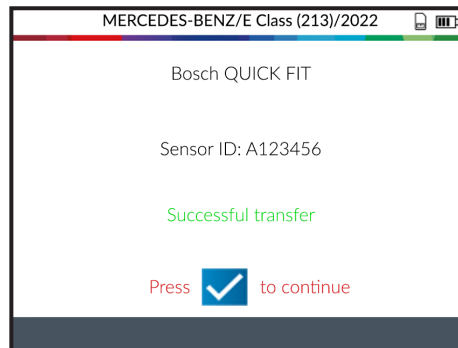 MERCEDES-BENZ/E Class (213)/2022
Bosch QUICK FIT
Sensor ID: A123456
Successful transfer
Press to continue